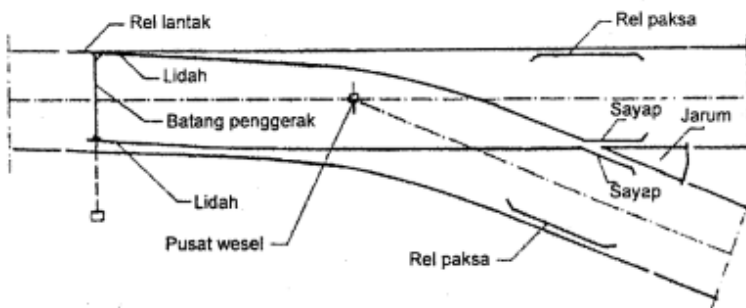 Rel lantak
Rel paksa
Lidah
Batang penggerak
Sayap
Jarum
Sayap
Lidah
Pusat wesel
Rel paksa